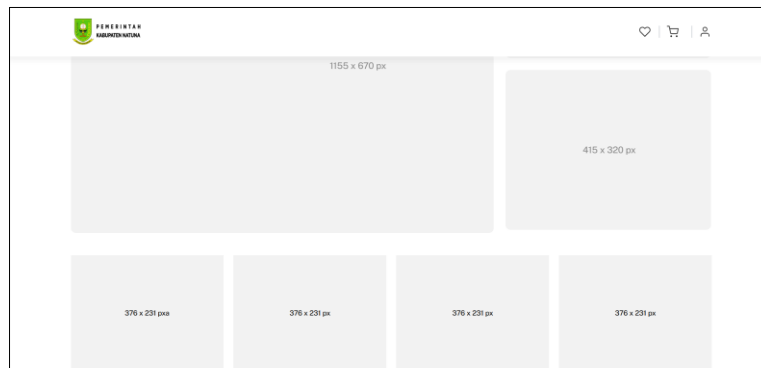 PEMERINTAH
KABUPATEN NATUNA
1155 x 670 px
415 x 320 px
376 x 231 pxa
376 x 231 px
376 x 231 px
376 x 231 px